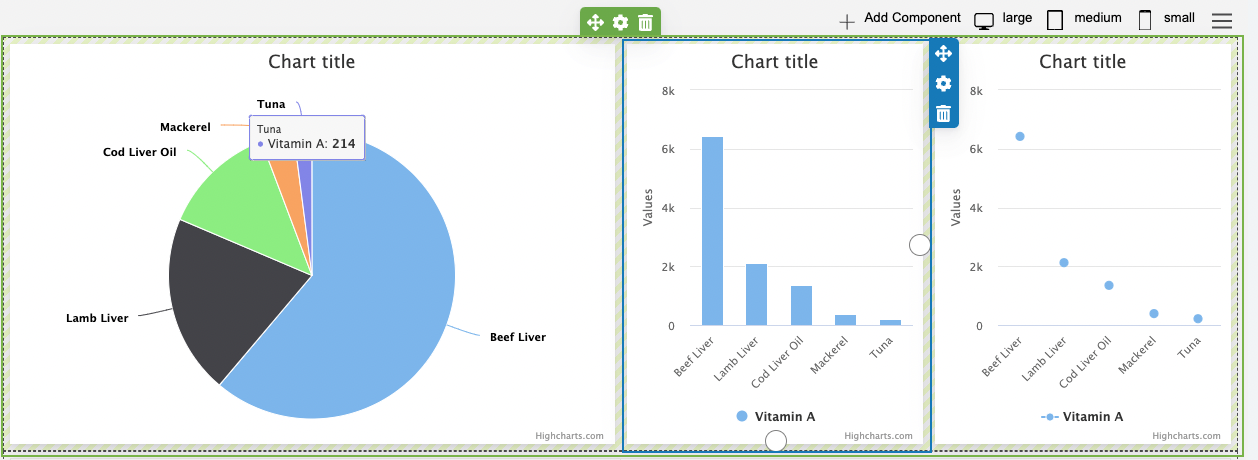 Add Component
large
medium
small
Chart title
Tuna
Mackerel
Cod Liver Oil
Lamb Liver
Beef Liver
Tuna
Vitamin A: 214
Highcharts.com
Chart title
Values
8k
6k
4k
2k
0
Beef Liver
Lamb Liver
Cod Liver Oil
Mackerel
Tuna
Vitamin A
Highcharts.com
Chart title
Values
8k
6k
4k
2k
0
Beef Liver
Lamb Liver
Cod Liver Oil
Mackerel
Tuna
Vitamin A
Highcharts.com